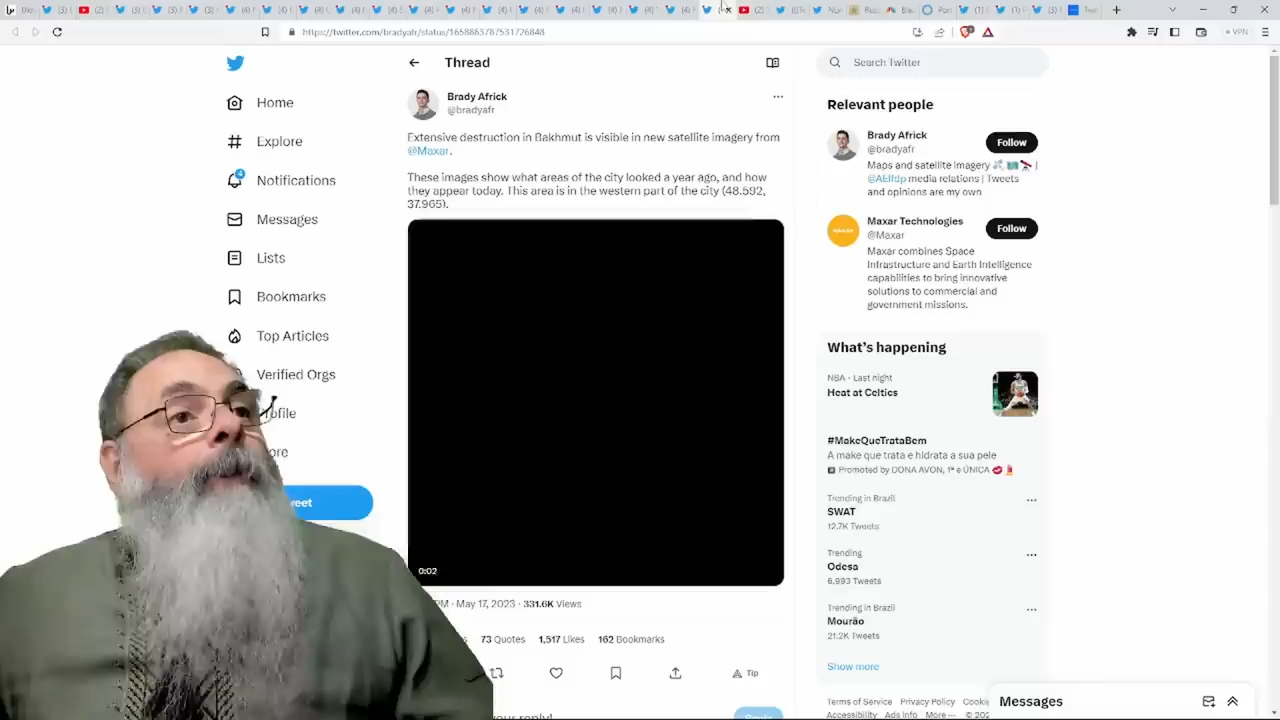 https://twitter.com/bradyafr/status/1658863787531726848
VPN
Home
Explore
4
Notifications
Messages
Lists
Bookmarks
Top Articles
Verified Orgs
Thread
Brady Africk
@bradyafr
Extensive destruction in Bakhmut is visible in new satellite imagery from
@Maxar.
These images show what areas of the city looked a year ago, and how
they appear today. This area is in the western part of the city (48.592,
37.965).
0:02
PM · May 17, 2023 · 331.6K Views
73 Quotes 1,517 Likes 162 Bookmarks
Tip
your reply!
Reply
Search Twitter
Relevant people
Brady Africk
@bradyafr
Follow
Maps and satellite imagery 🛰️🗺️🔭 |
@AEIfdp media relations | Tweets
and opinions are my own
Maxar Technologies
@Maxar
Follow
Maxar combines Space
Infrastructure and Earth Intelligence
capabilities to bring innovative
solutions to commercial and
government missions.
What's happening
NBA · Last night
Heat at Celtics
#MakeQueTrataBem
A make que trata e hidrata a sua pele
Promoted by DONA AVON, 1ª e ÚNICA 💋💄
Trending in Brazil
SWAT
12.7K Tweets
Trending
Odesa
6,993 Tweets
Trending in Brazil
Mourão
21.2K Tweets
Show more
Terms of Service Privacy Policy Cookie
Accessibility Ads Info More ··· © 202
Messages